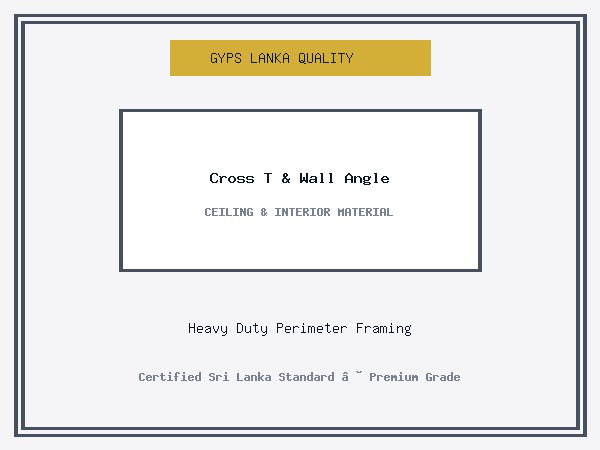 GYPS LANKA QUALITY
Cross T & Wall Angle
CEILING & INTERIOR MATERIAL
Heavy Duty Perimeter Framing
Certified Sri Lanka Standard â ˘ Premium Grade